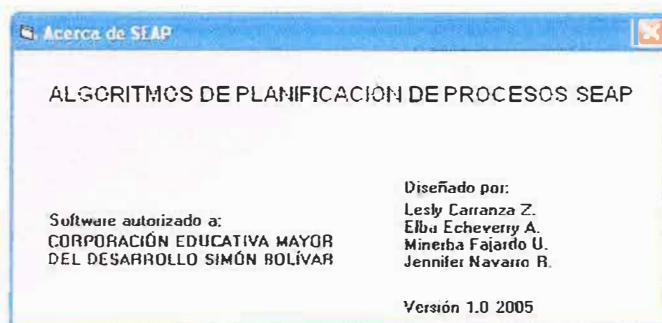 Acerca de SEAP
ALGORITMOS DE PLANIFICACIÓN DE PROCESOS SEAP
Software autorizado a:
CORPORACIÓN EDUCATIVA MAYOR
DEL DESARROLLO SIMÓN BOLÍVAR
Diseñado por:
Lesly Carranza Z.
Elba Echeverry A.
Minerba Fajardo U.
Jennifer Navarro R.
Versión 1.0 2005